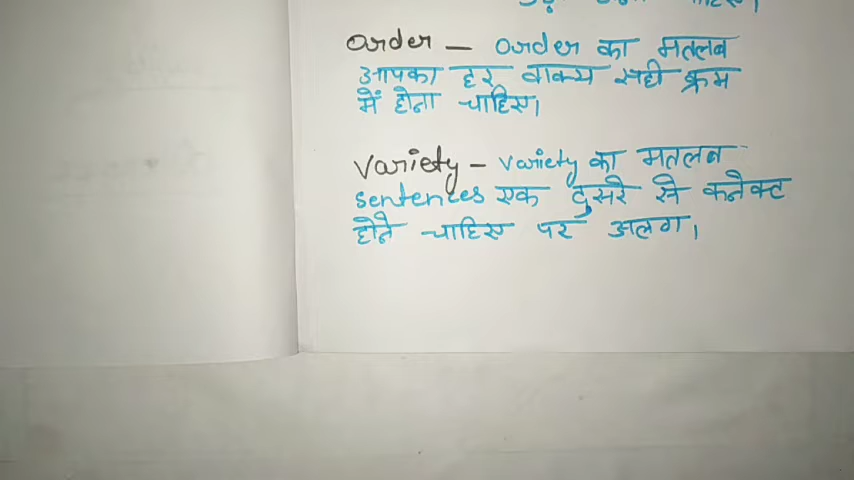 order – order का मतलब
आपका हर वाक्य सही क्रम
में होना चाहिए।
Variety – variety का मतलब
sentences एक दुसरे से कनेक्ट
होने चाहिए पर अलग।